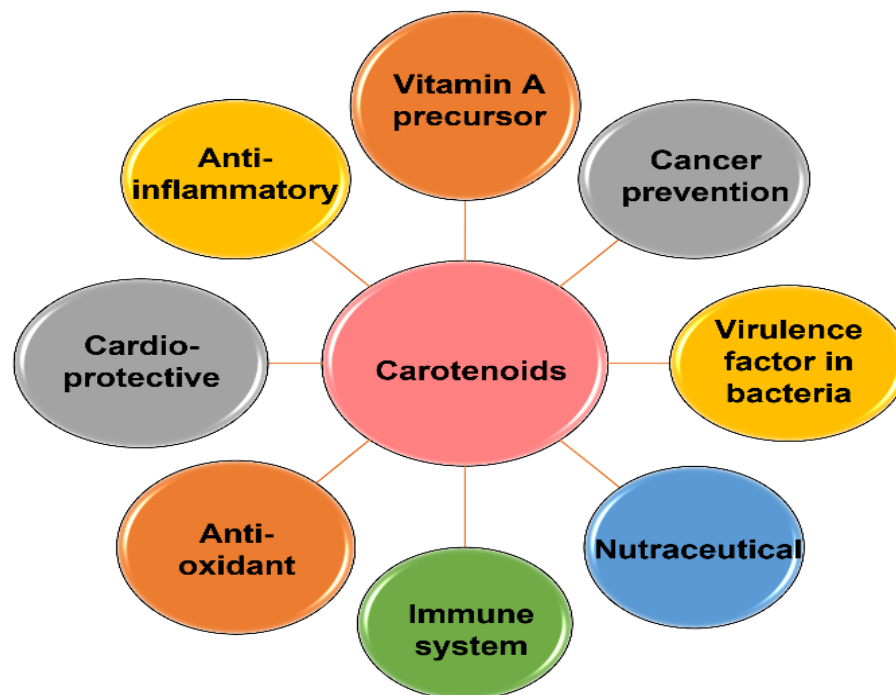 Vitamin A
precursor
Anti-
inflammatory
Cancer
prevention
Cardio-
protective
Carotenoids
Virulence
factor in
bacteria
Anti-
oxidant
Nutraceutical
Immune
system